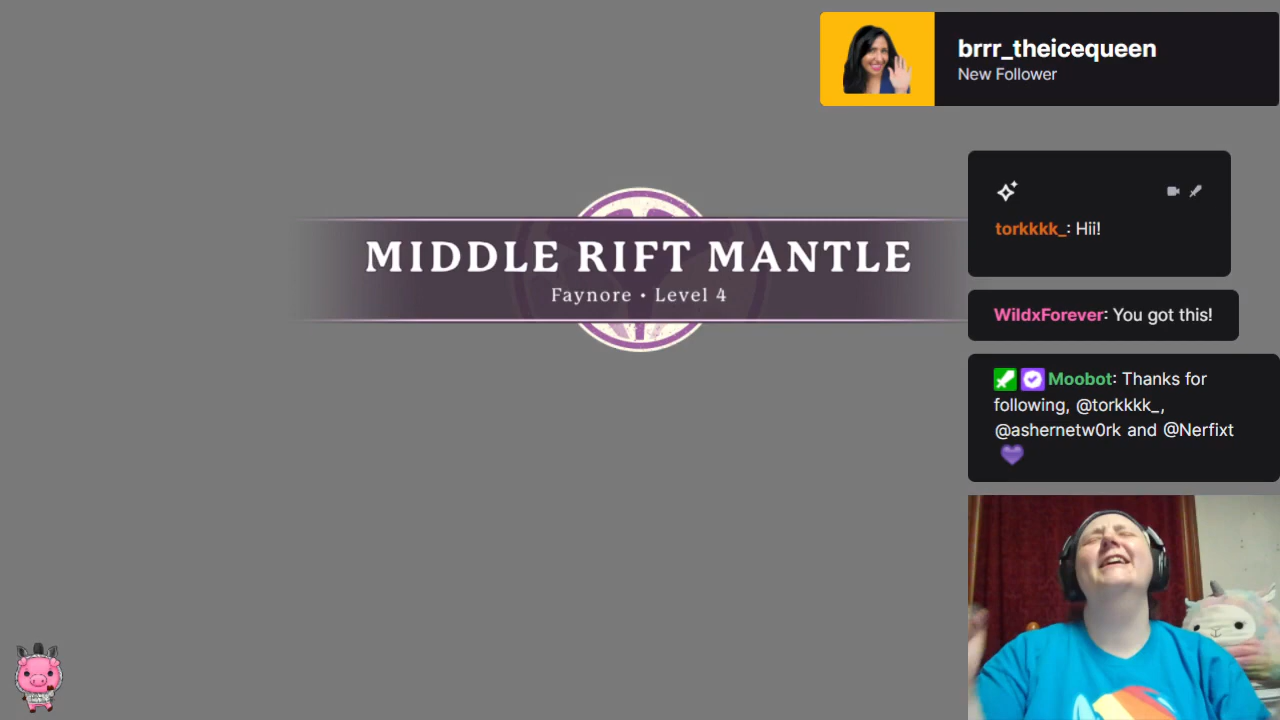 brrr_theicequeen
New Follower
MIDDLE RIFT MANTLE
Faynore • Level 4
torkkkk_: Hii!
WildxForever: You got this!
Moobot: Thanks for
following, @torkkkk_,
@ashernetw0rk and @Nerfixt